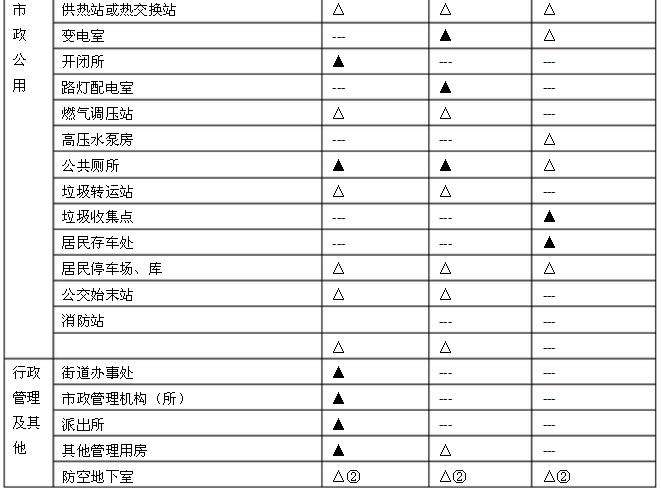 市政公用
供热站或热交换站 △ △ △
变电室 --- ▲ △
开闭所 ▲ --- ---
路灯配电室 --- ▲ ---
燃气调压站 △ △ ---
高压水泵房 --- --- △
公共厕所 ▲ ▲ △
垃圾转运站 △ △ ---
垃圾收集点 --- --- ▲
居民存车处 --- --- ▲
居民停车场、库 △ △ △
公交始末站 △ △ ---
消防站 --- ---
△ △ ---
行政管理及其他
街道办事处 ▲ --- ---
市政管理机构（所） ▲ --- ---
派出所 ▲ --- ---
其他管理用房 ▲ △ ---
防空地下室 △② △② △②